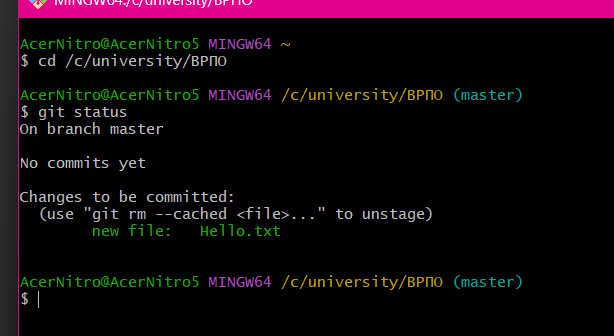 MINGW64:/c/university/ВРПО
AcerNitro@AcerNitro5 MINGW64 ~
$ cd /c/university/ВРПО
AcerNitro@AcerNitro5 MINGW64 /c/university/ВРПО (master)
$ git status
On branch master
No commits yet
Changes to be committed:
  (use "git rm --cached <file>..." to unstage)
        new file:   Hello.txt
AcerNitro@AcerNitro5 MINGW64 /c/university/ВРПО (master)
$